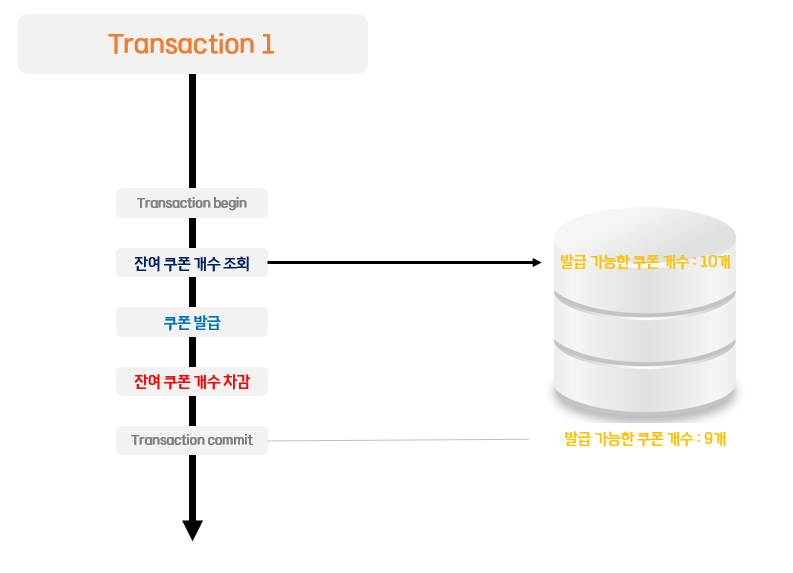 Transaction 1
Transaction begin
잔여 쿠폰 개수 조회
발급 가능한 쿠폰 개수 : 10개
쿠폰 발급
잔여 쿠폰 개수 차감
Transaction commit
발급 가능한 쿠폰 개수 : 9개